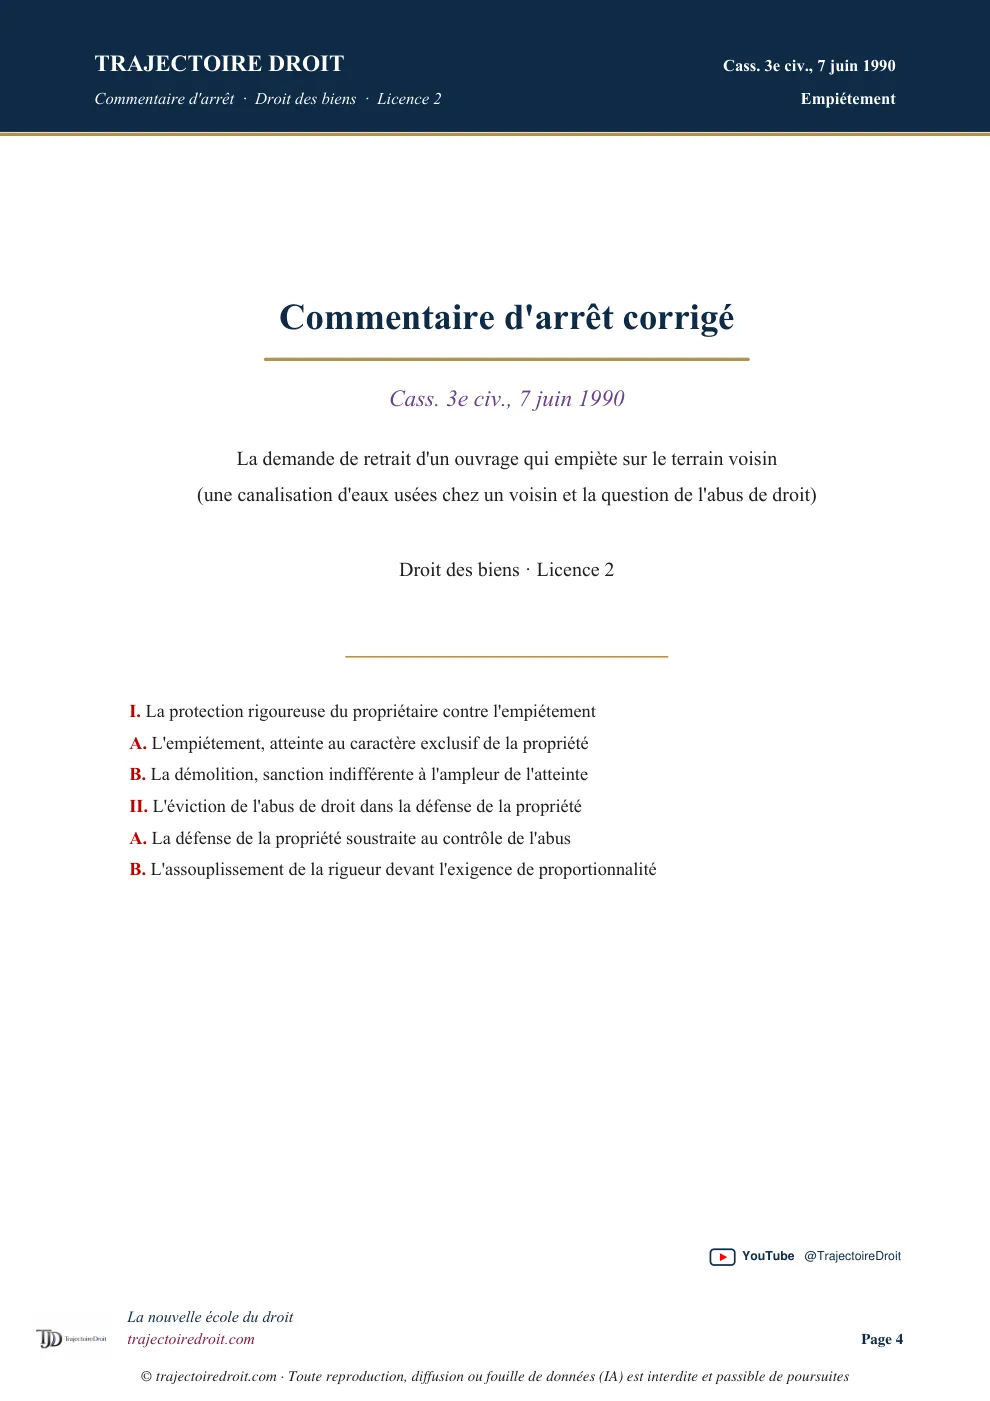 TRAJECTOIRE DROIT
Cass. 3e civ., 7 juin 1990
Commentaire d'arrêt · Droit des biens · Licence 2
Empiétement
Commentaire d'arrêt corrigé
Cass. 3e civ., 7 juin 1990
La demande de retrait d'un ouvrage qui empiète sur le terrain voisin
(une canalisation d'eaux usées chez un voisin et la question de l'abus de droit)
Droit des biens · Licence 2
I. La protection rigoureuse du propriétaire contre l'empiétement
A. L'empiétement, atteinte au caractère exclusif de la propriété
B. La démolition, sanction indifférente à l'ampleur de l'atteinte
II. L'éviction de l'abus de droit dans la défense de la propriété
A. La défense de la propriété soustraite au contrôle de l'abus
B. L'assouplissement de la rigueur devant l'exigence de proportionnalité
YouTube @TrajectoireDroit
La nouvelle école du droit
TJD TrajectoireDroit
trajectoiredroit.com
Page 4
© trajectoiredroit.com · Toute reproduction, diffusion ou fouille de données (IA) est interdite et passible de poursuites